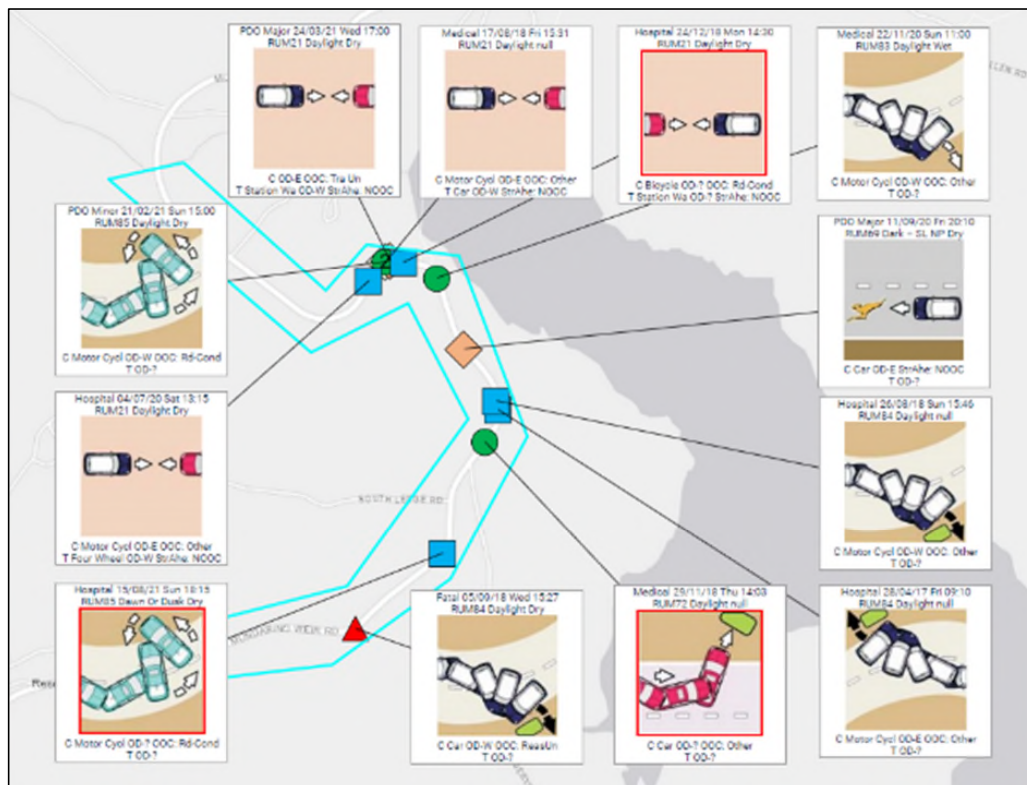 PDO Major 24/03/21 Wed 17:00
RUM21 Daylight Dry
C OD-E OOC: Tra Un
T Station Wa OD-W StrAhe: NOOC
Medical 17/08/18 Fri 15:31
RUM21 Daylight null
C Motor Cycl OD-E OOC: Other
T Car OD-W StrAhe: NOOC
Hospital 24/12/18 Mon 14:30
RUM21 Daylight Dry
C Bicycle OD-? OOC: Rd-Cond
T Station Wa OD-? StrAhe: NOOC
Medical 22/11/20 Sun 11:00
RUM83 Daylight Wet
C Motor Cycl OD-W OOC: Other
T OD-?
PDO Minor 21/02/21 Sun 15:00
RUM85 Daylight Dry
C Motor Cycl OD-W OOC: Rd-Cond
T OD-?
PDO Major 11/09/20 Fri 20:10
RUM69 Dark - SL NP Dry
C Car OD-E StrAhe: NOOC
T OD-?
Hospital 04/07/20 Sat 13:15
RUM21 Daylight Dry
C Motor Cycl OD-E OOC: Other
T Four Wheel OD-W StrAhe: NOOC
Hospital 26/08/18 Sun 15:46
RUM84 Daylight null
C Motor Cycl OD-W OOC: Other
T OD-?
NORTH LEDGE RD
Hospital 15/08/21 Sun 18:15
RUM85 Dawn Or Dusk Dry
C Motor Cycl OD-? OOC: Rd-Cond
T OD-?
MUNDARING WEIR RD
Fatal 05/09/18 Wed 15:27
RUM84 Daylight Dry
C Car OD-W OOC: ReasUn
T OD-?
Medical 29/11/18 Thu 14:03
RUM72 Daylight null
C Car OD-? OOC: Other
T OD-?
Hospital 28/04/17 Fri 09:10
RUM84 Daylight null
C Motor Cycl OD-E OOC: Other
T OD-?